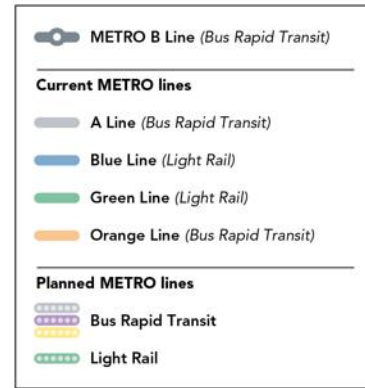 METRO B Line (Bus Rapid Transit)
Current METRO lines
A Line (Bus Rapid Transit)
Blue Line (Light Rail)
Green Line (Light Rail)
Orange Line (Bus Rapid Transit)
Planned METRO lines
Bus Rapid Transit
Light Rail